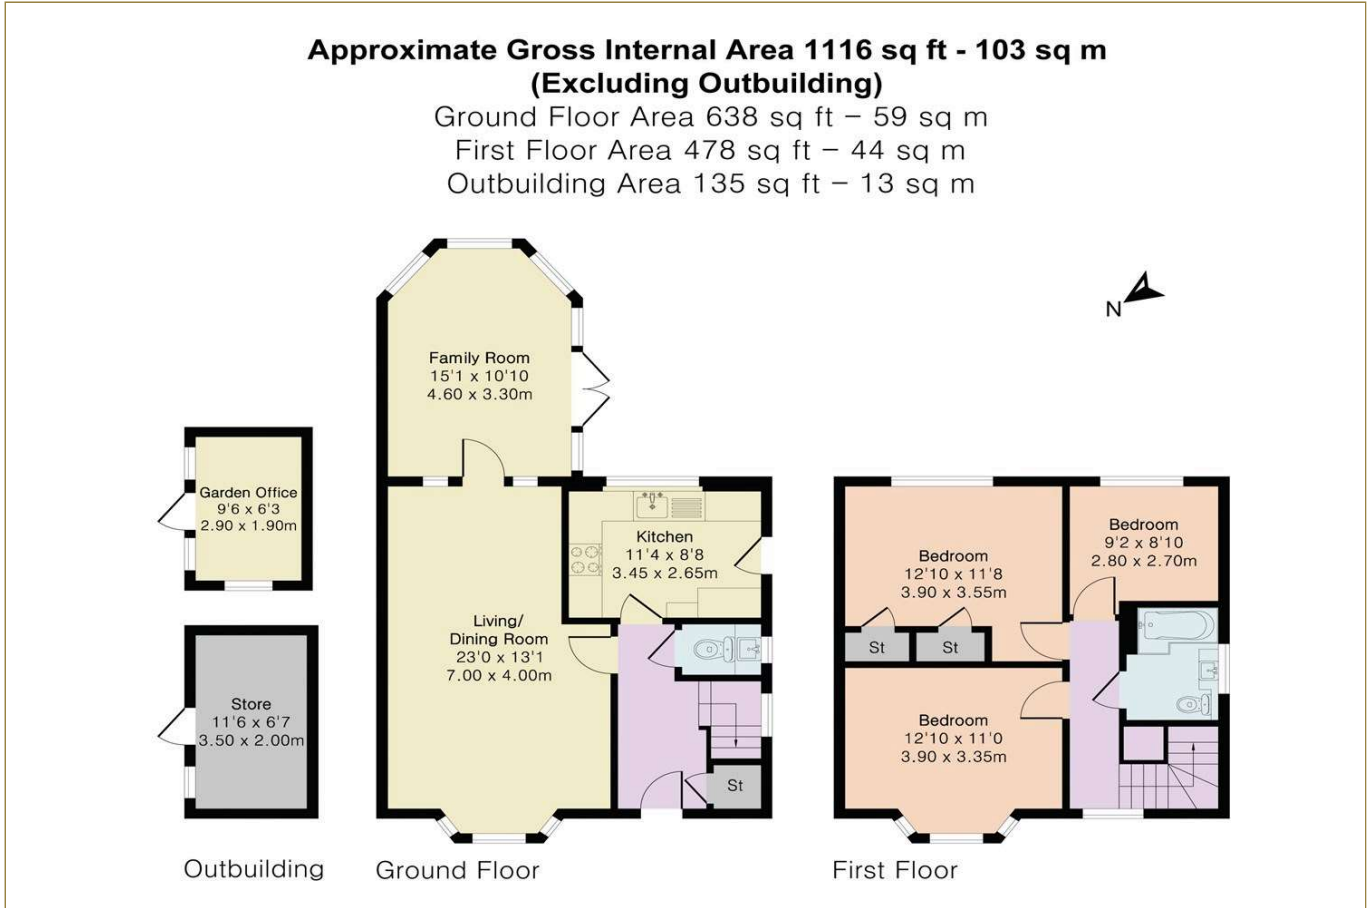 Approximate Gross Internal Area 1116 sq ft - 103 sq m
(Excluding Outbuilding)
Ground Floor Area 638 sq ft – 59 sq m
First Floor Area 478 sq ft – 44 sq m
Outbuilding Area 135 sq ft – 13 sq m
N
Family Room
15'1 x 10'10
4.60 x 3.30m
Garden Office
9'6 x 6'3
2.90 x 1.90m
Store
11'6 x 6'7
3.50 x 2.00m
Outbuilding
Kitchen
11'4 x 8'8
3.45 x 2.65m
Living/
Dining Room
23'0 x 13'1
7.00 x 4.00m
St
Ground Floor
Bedroom
12'10 x 11'8
3.90 x 3.55m
Bedroom
9'2 x 8'10
2.80 x 2.70m
St
St
Bedroom
12'10 x 11'0
3.90 x 3.35m
First Floor